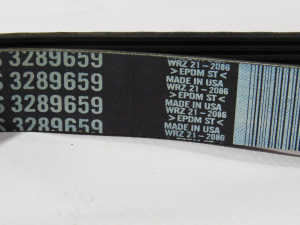 S 3289659
S 3289659
S 3289659
WRZ 21-2086
>EPDM ST<
MADE IN USA
WRZ 21-2086
>EPDM ST<
MADE IN USA
WRZ 21-2086
>EPDM ST<
MADE IN USA
WRZ 21-2086